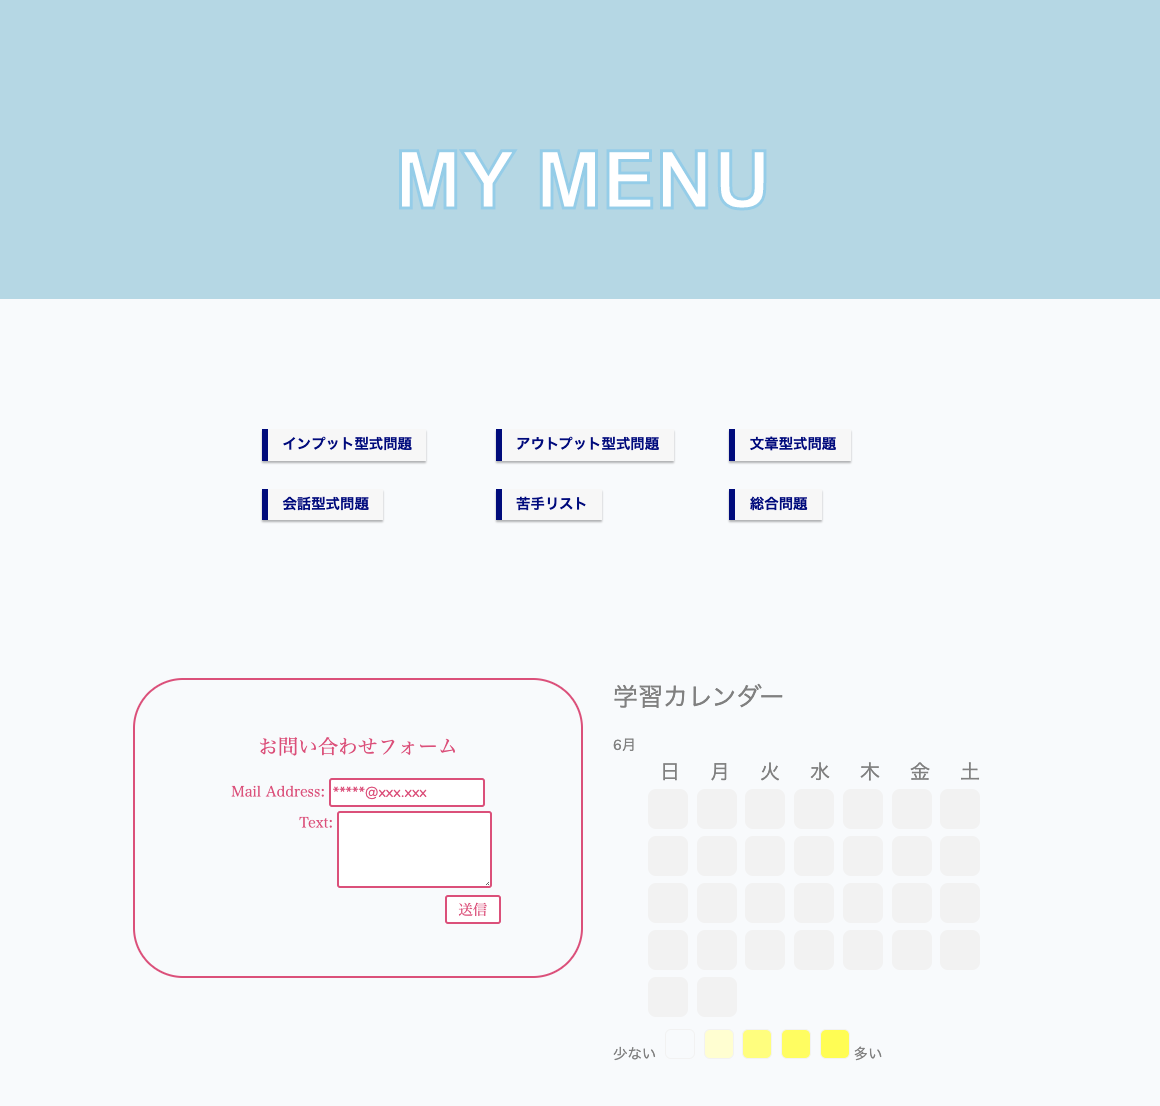 MY MENU
インプット型式問題
アウトプット型式問題
文章型式問題
会話型式問題
苦手リスト
総合問題
お問い合わせフォーム
Mail Address: *****@xxx.xxx
Text:
送信
学習カレンダー
6月
日 月 火 水 木 金 土
少ない 多い